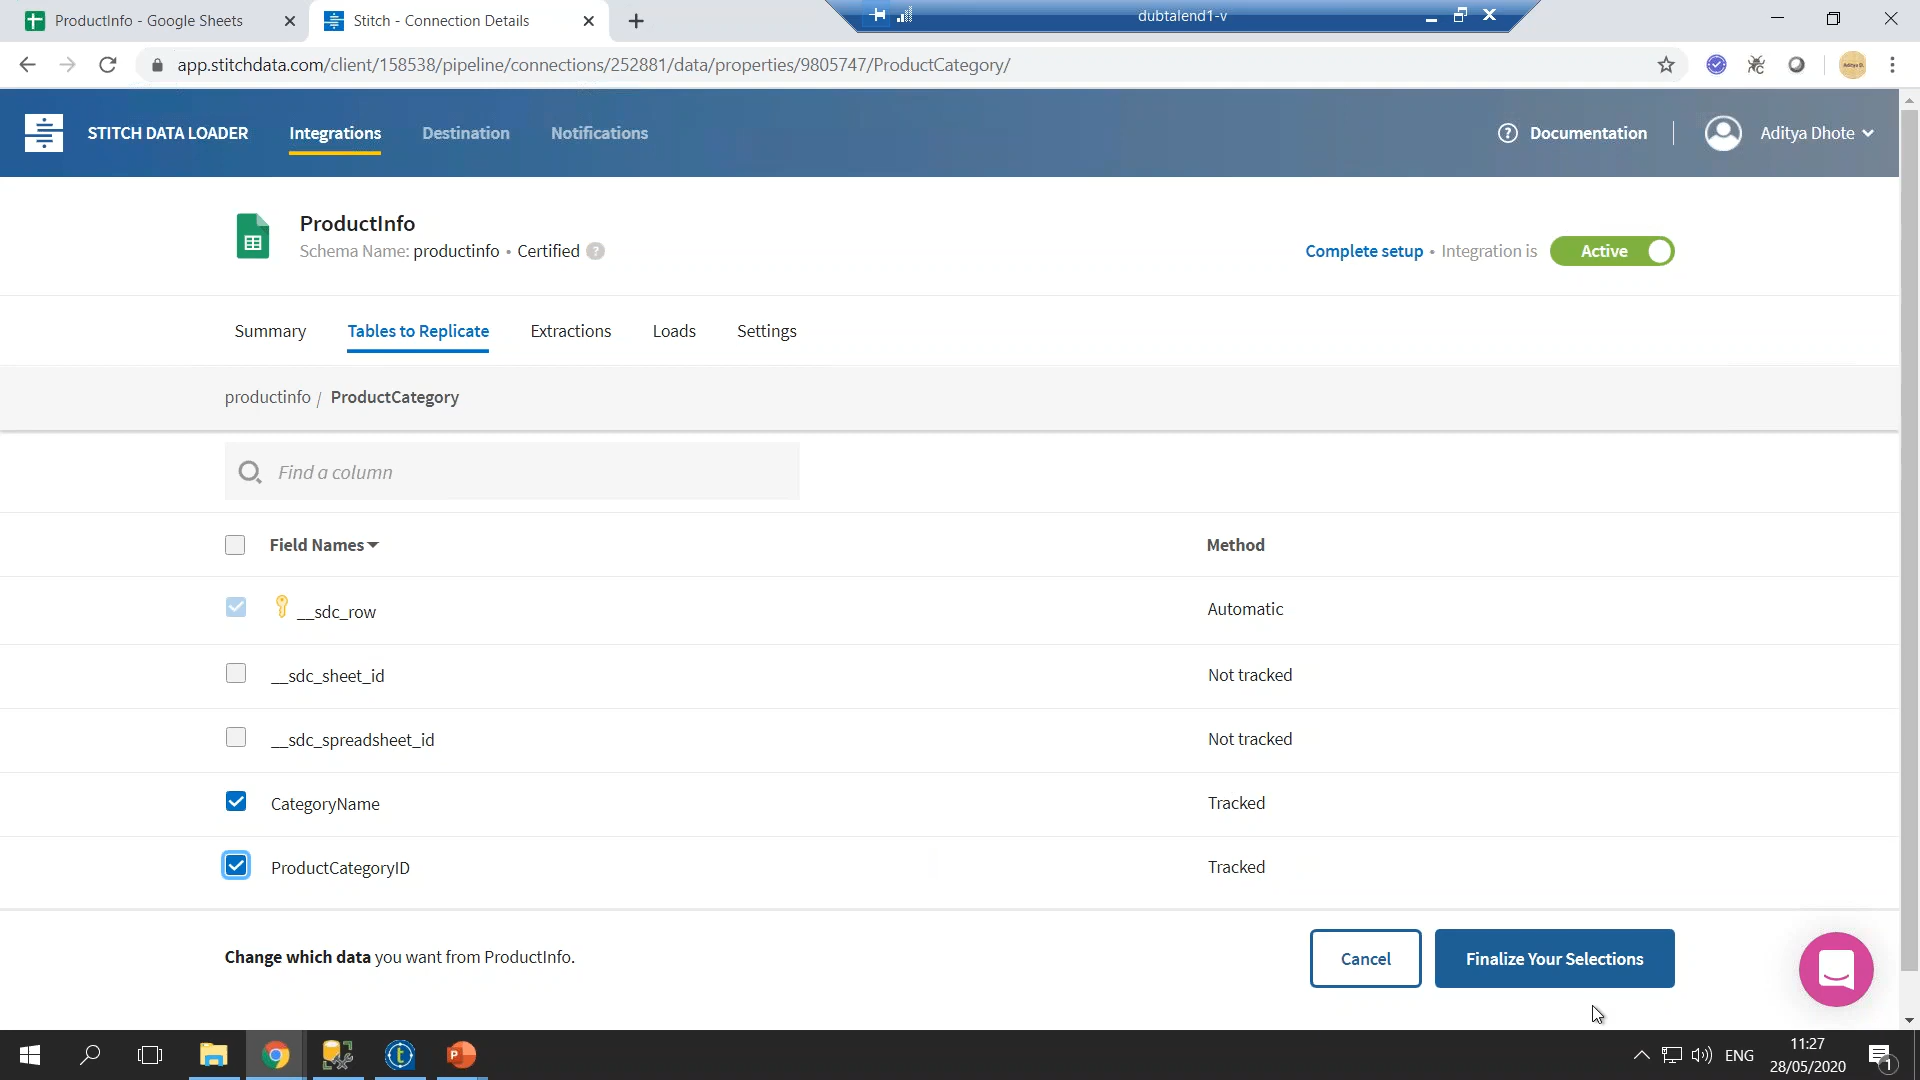 ProductInfo - Google Sheets
Stitch - Connection Details
dubtalend1-v
app.stitchdata.com/client/158538/pipeline/connections/252881/data/properties/9805747/ProductCategory/
STITCH DATA LOADER
Integrations
Destination
Notifications
? Documentation
Aditya Dhote
ProductInfo
Schema Name: productinfo • Certified ?
Complete setup • Integration is Active
Summary
Tables to Replicate
Extractions
Loads
Settings
productinfo / ProductCategory
Find a column
Field Names
Method
__sdc_row
Automatic
__sdc_sheet_id
Not tracked
__sdc_spreadsheet_id
Not tracked
CategoryName
Tracked
ProductCategoryID
Tracked
Change which data you want from ProductInfo.
Cancel
Finalize Your Selections
ENG
11:27
28/05/2020
1